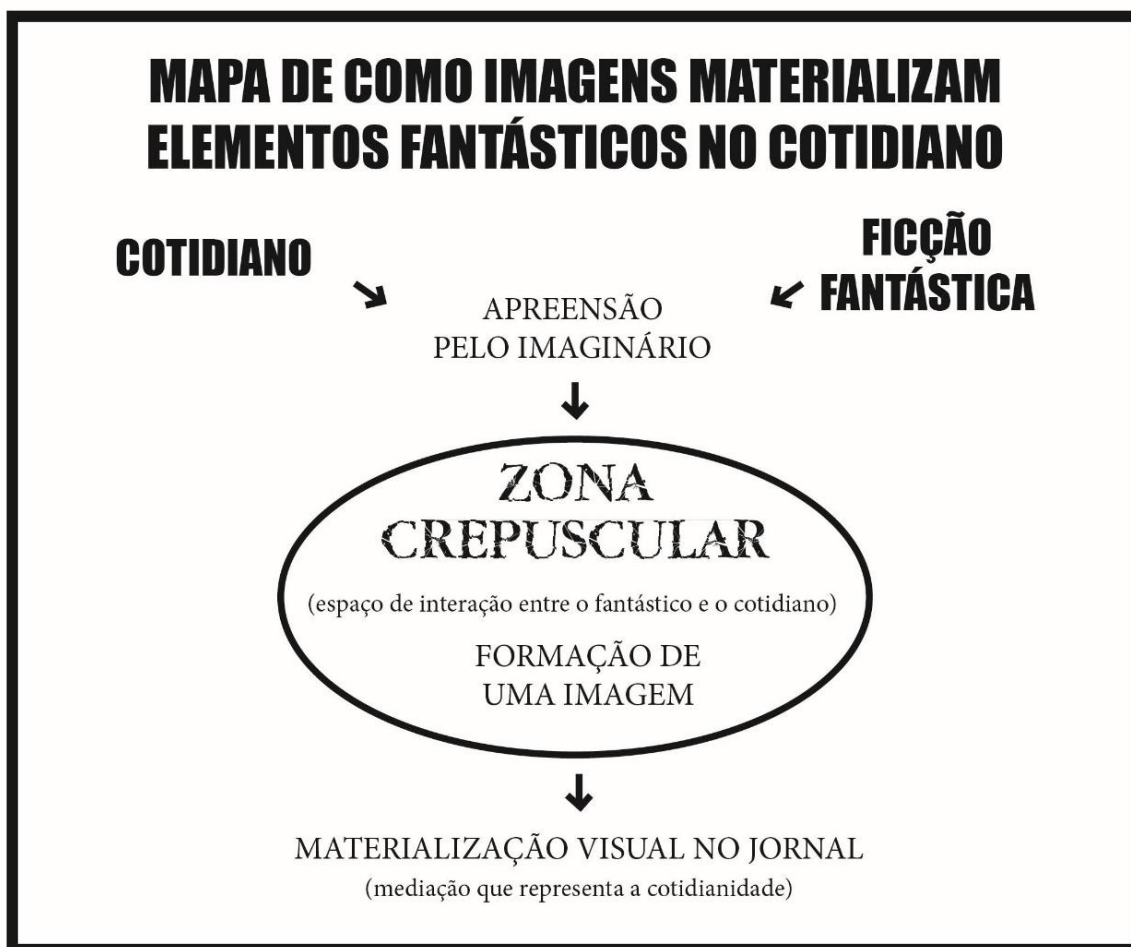 MAPA DE COMO IMAGENS MATERIALIZAM
ELEMENTOS FANTÁSTICOS NO COTIDIANO
COTIDIANO
FICÇÃO
FANTÁSTICA
APREENSÃO
PELO IMAGINÁRIO
ZONA
CREPUSCULAR
(espaço de interação entre o fantástico e o cotidiano)
FORMAÇÃO DE
UMA IMAGEM
MATERIALIZAÇÃO VISUAL NO JORNAL
(mediação que representa a cotidianidade)